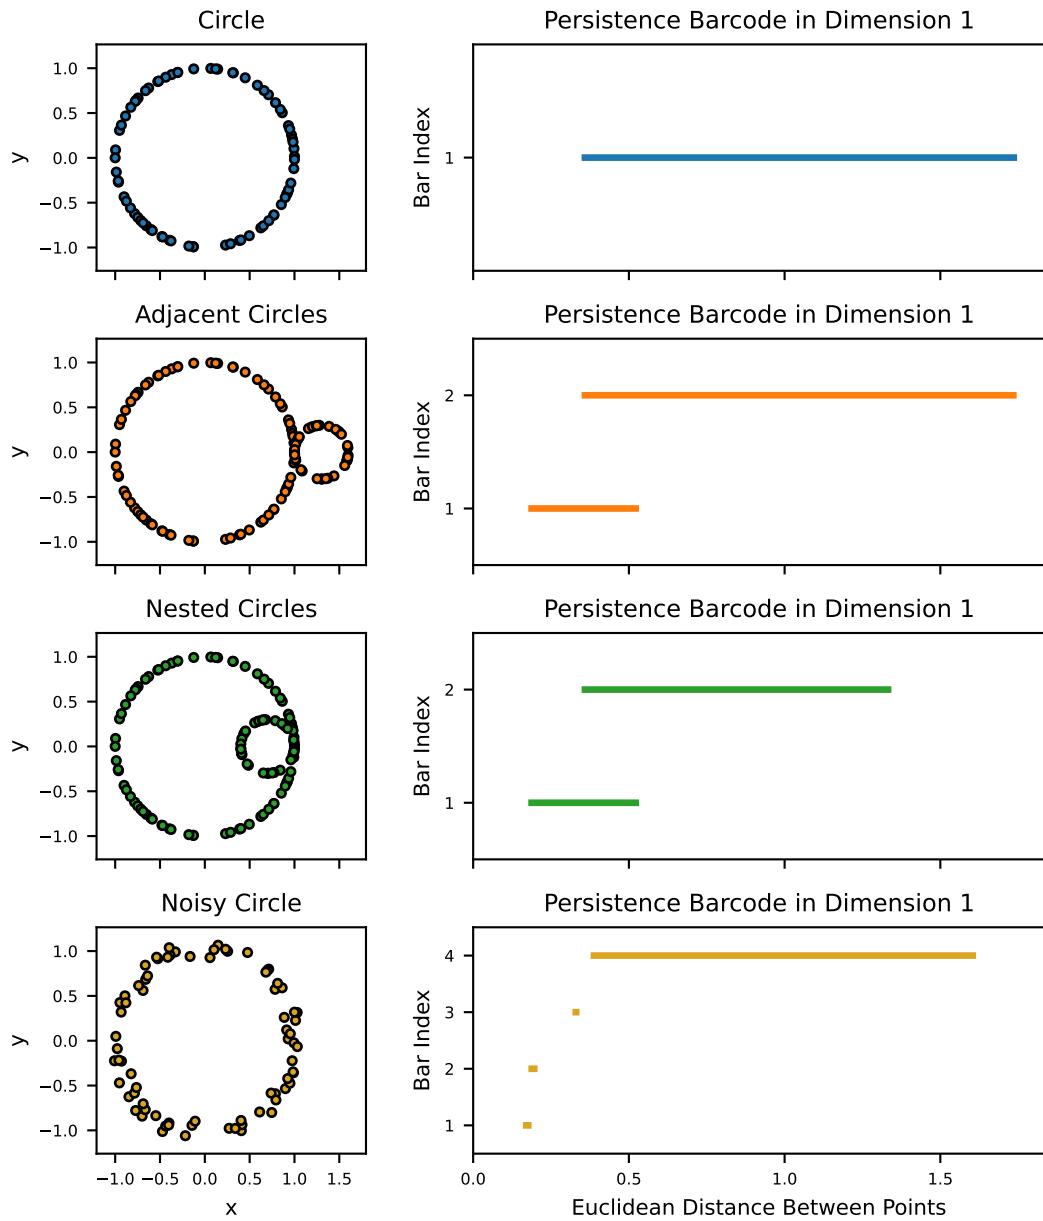 Circle
Persistence Barcode in Dimension 1
1.0
0.5
0.0
−0.5
−1.0
y
1
Bar Index
Adjacent Circles
Persistence Barcode in Dimension 1
1.0
0.5
0.0
−0.5
−1.0
y
2
1
Bar Index
Nested Circles
Persistence Barcode in Dimension 1
1.0
0.5
0.0
−0.5
−1.0
y
2
1
Bar Index
Noisy Circle
Persistence Barcode in Dimension 1
1.0
0.5
0.0
−0.5
−1.0
y
4
3
2
1
Bar Index
−1.0 −0.5 0.0 0.5 1.0 1.5
x
0.0 0.5 1.0 1.5
Euclidean Distance Between Points